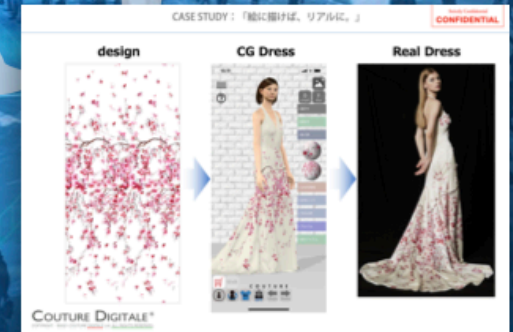 CASE STUDY：「絵に描けば、リアルに。」
CONFIDENTIAL
design
CG Dress
Real Dress
COUTURE
COUTURE DIGITALE